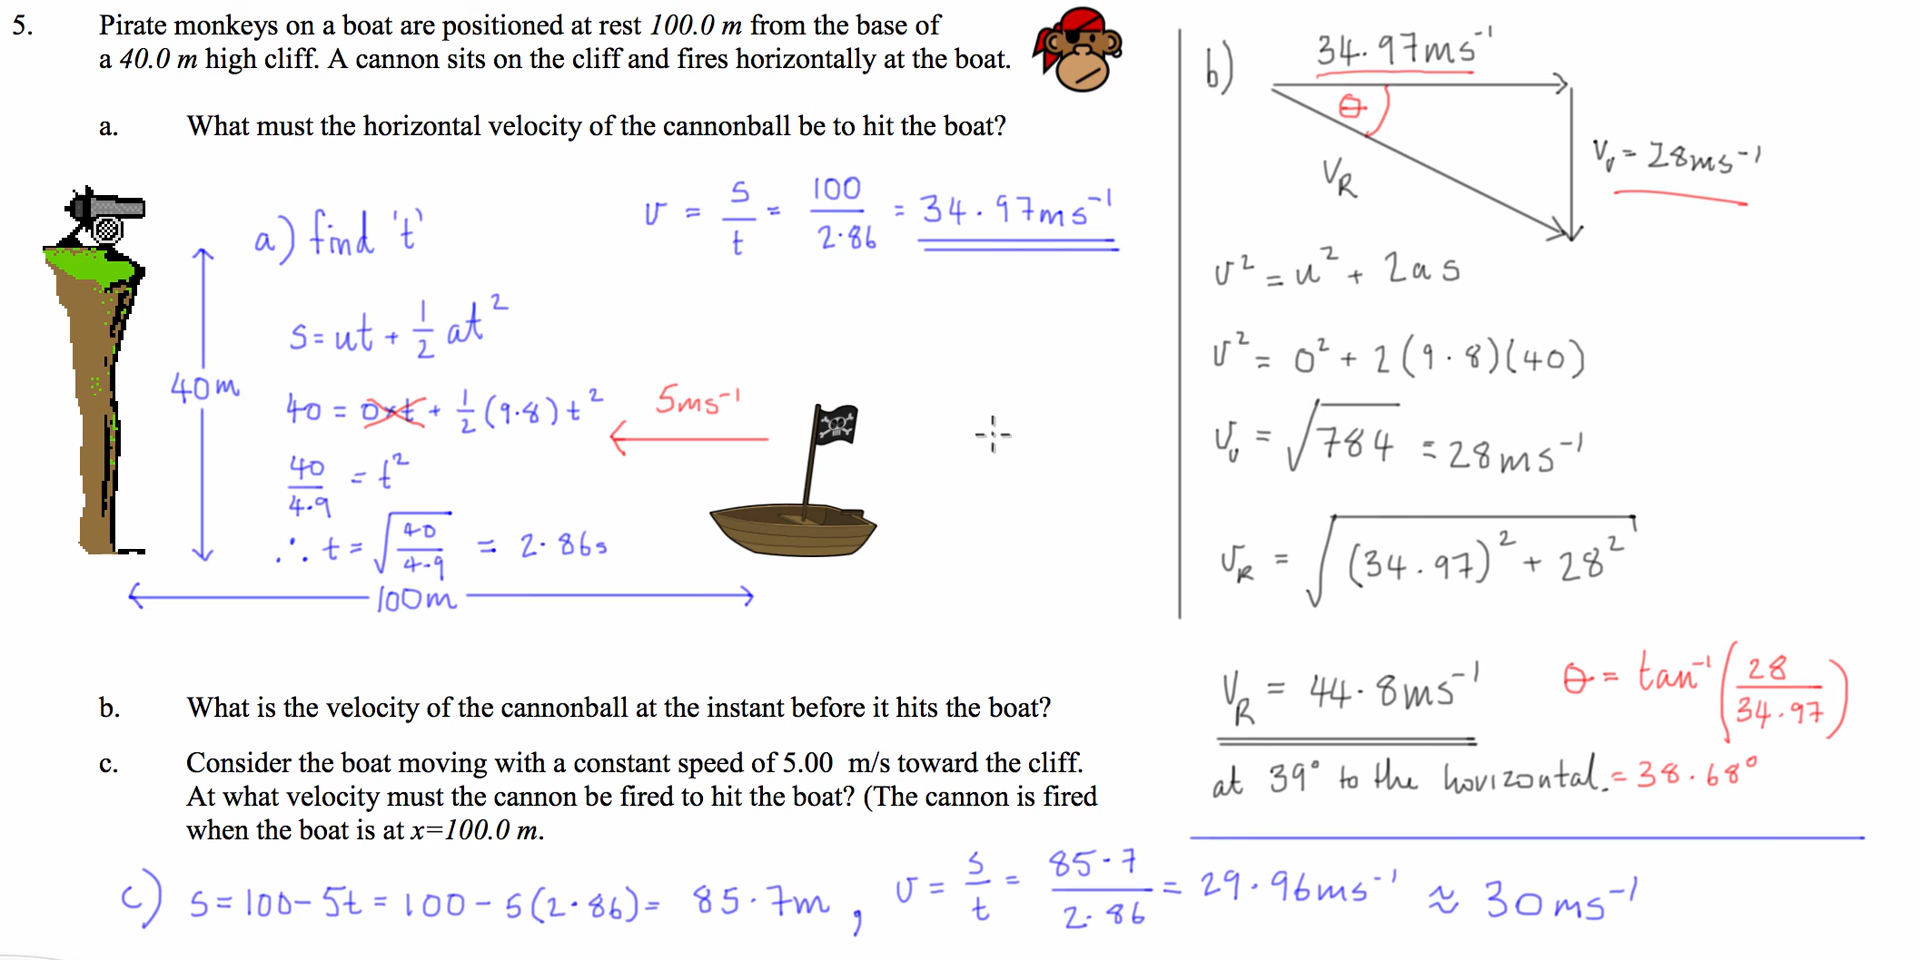 5. Pirate monkeys on a boat are positioned at rest 100.0 m from the base of
a 40.0 m high cliff. A cannon sits on the cliff and fires horizontally at the boat.
a. What must the horizontal velocity of the cannonball be to hit the boat?
a) find 't'
v = s/t = 100/2.86 = 34.97ms⁻¹
s = ut + 1/2 at²
40m
40 = 0xt + 1/2 (9.8) t²
5ms⁻¹
40/4.9 = t²
∴ t = √(40/4.9) = 2.86s
100m
b)
34.97ms⁻¹
θ
Vᵥ = 28ms⁻¹
V_R
v² = u² + 2as
v² = 0² + 2(9.8)(40)
vᵥ = √784 = 28ms⁻¹
v_R = √((34.97)² + 28²)
V_R = 44.8ms⁻¹
θ = tan⁻¹(28/34.97)
at 39° to the horizontal. = 38.68°
b. What is the velocity of the cannonball at the instant before it hits the boat?
c. Consider the boat moving with a constant speed of 5.00 m/s toward the cliff.
At what velocity must the cannon be fired to hit the boat? (The cannon is fired
when the boat is at x=100.0 m.
c) s = 100 - 5t = 100 - 5(2.86) = 85.7m, v = s/t = 85.7/2.86 = 29.96ms⁻¹ ≈ 30ms⁻¹